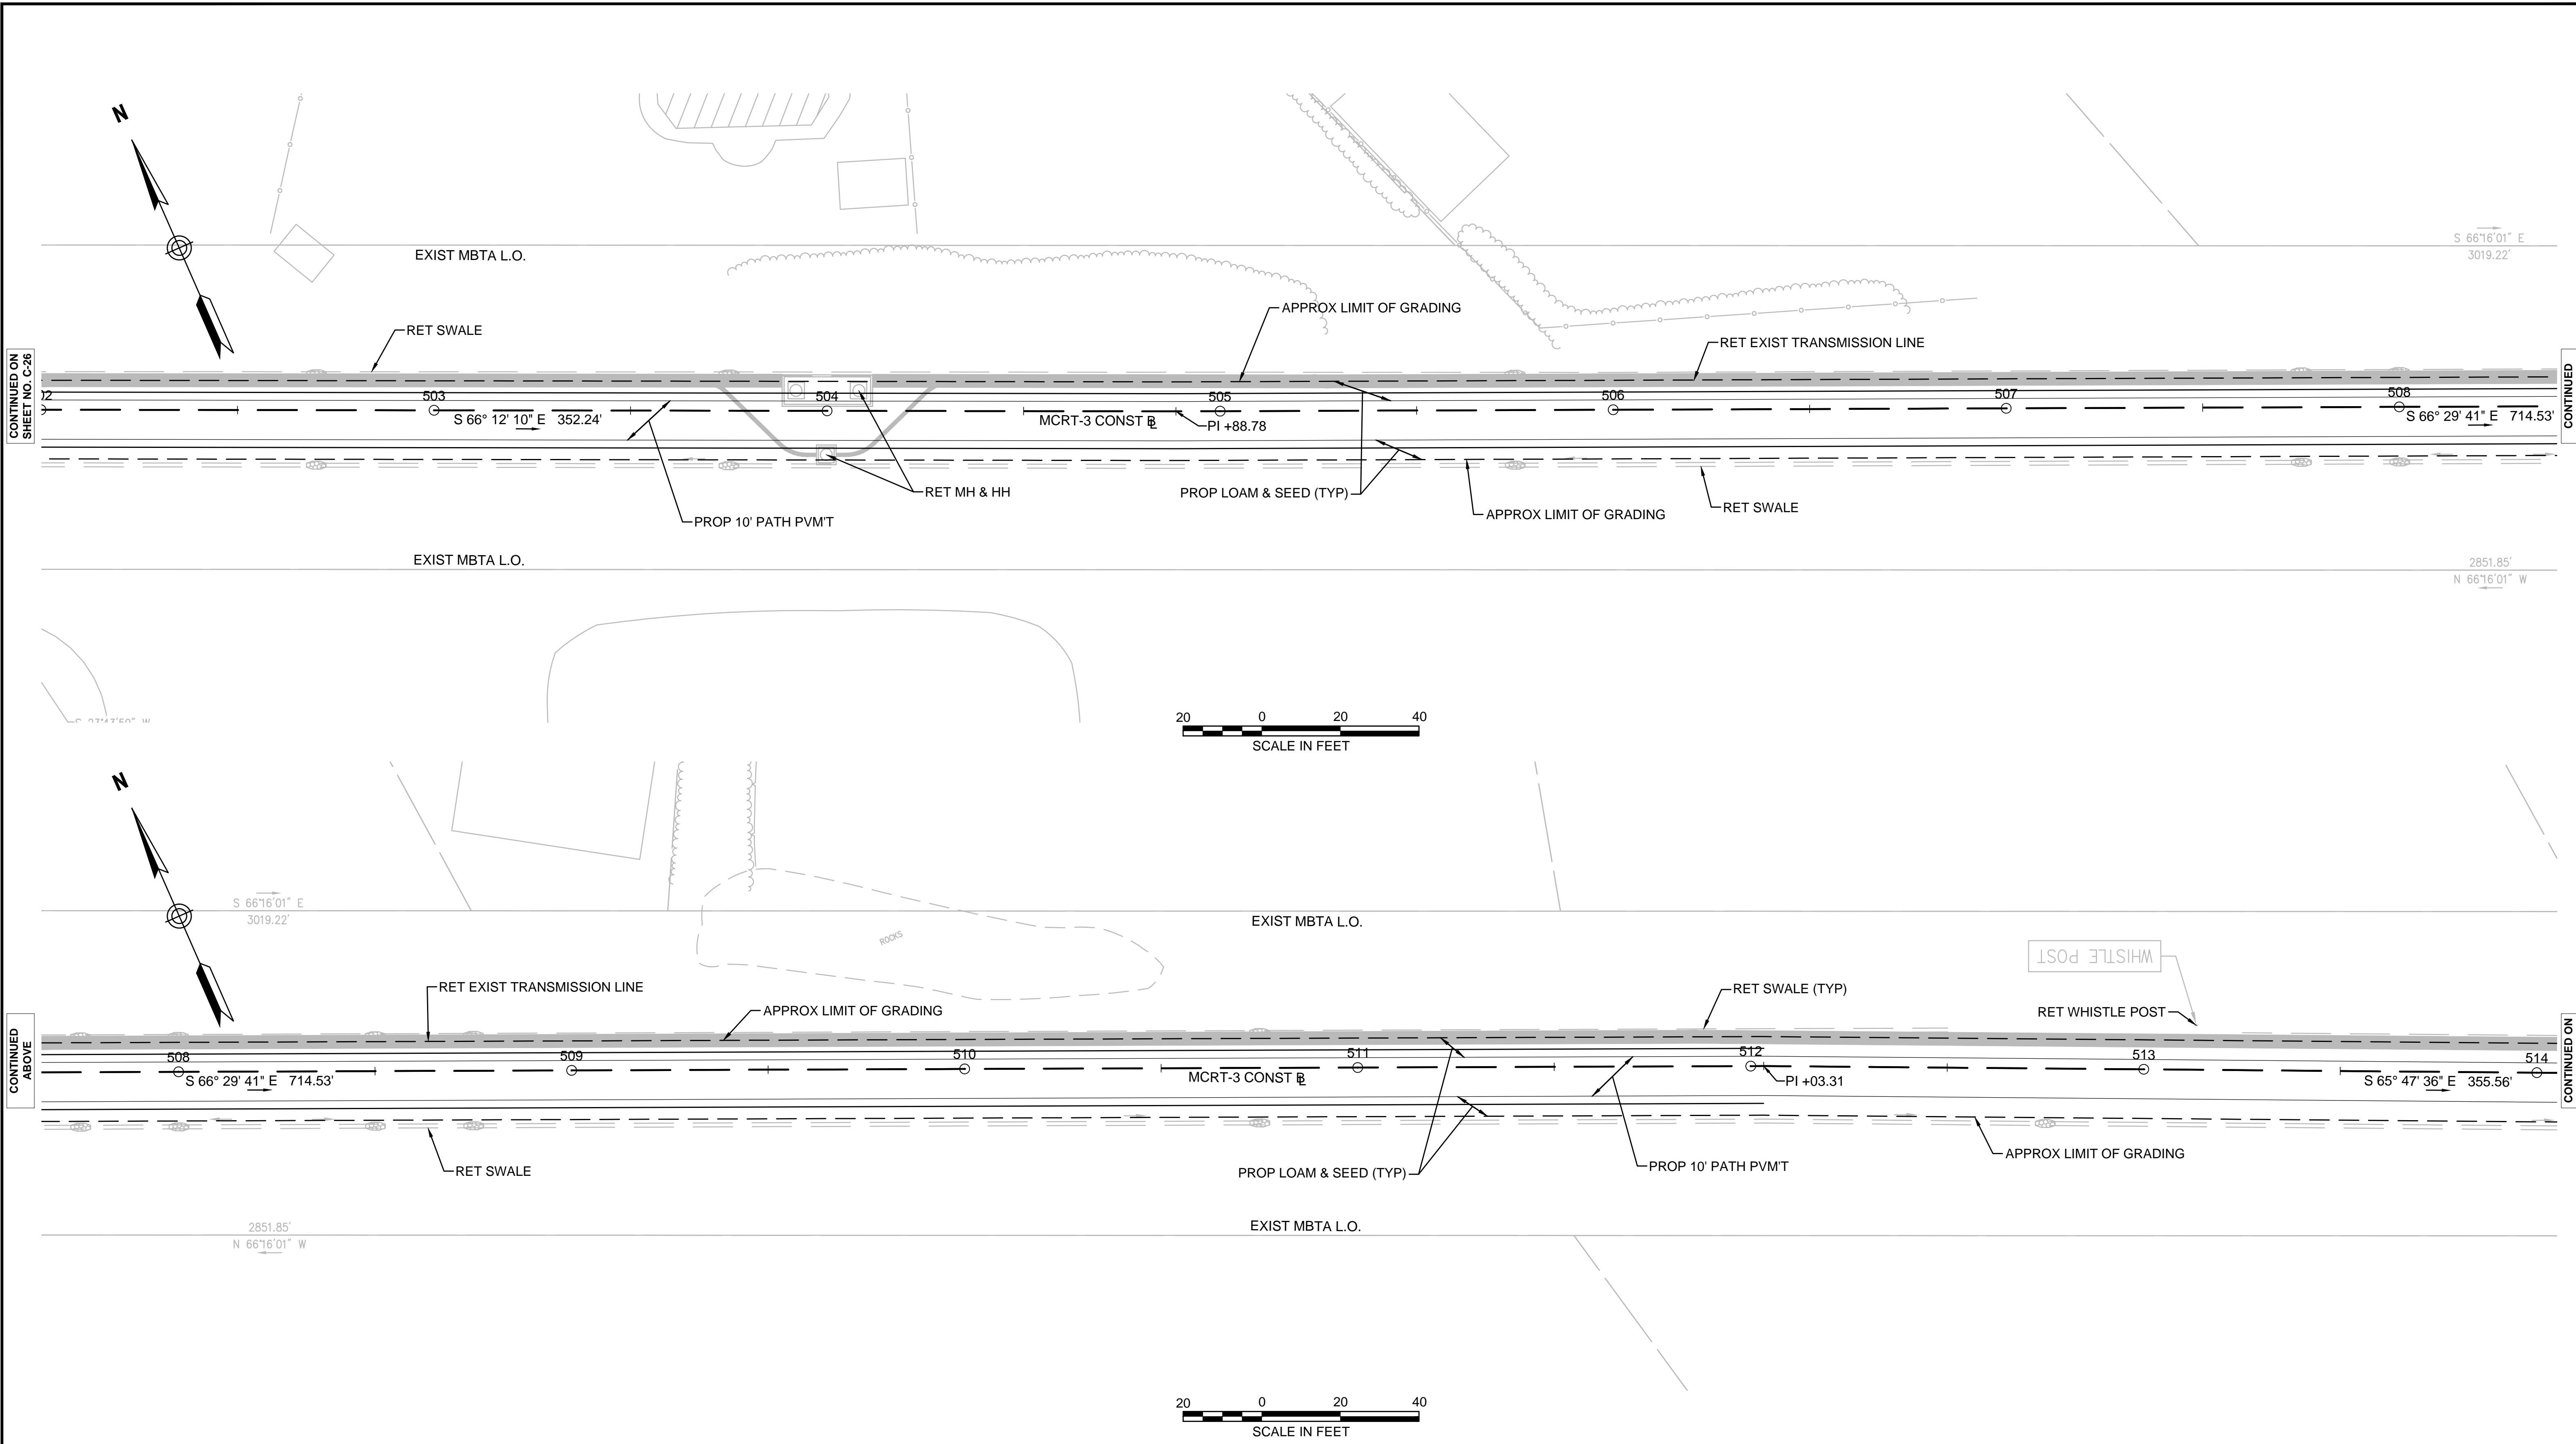 N
EXIST MBTA L.O.
S 66°16'01" E
3019.22'
APPROX LIMIT OF GRADING
RET SWALE
RET EXIST TRANSMISSION LINE
CONTINUED ON
SHEET NO. C-26
CONTINUED
02
503
504
505
506
507
508
S 66° 12' 10" E 352.24'
MCRT-3 CONST BL
PI +88.78
S 66° 29' 41" E 714.53'
RET MH & HH
PROP LOAM & SEED (TYP)
PROP 10' PATH PVM'T
APPROX LIMIT OF GRADING
RET SWALE
EXIST MBTA L.O.
2851.85'
N 66°16'01" W
20 0 20 40
SCALE IN FEET
N
S 66°16'01" E
3019.22'
EXIST MBTA L.O.
ROCKS
WHISTLE POST
RET EXIST TRANSMISSION LINE
RET SWALE (TYP)
APPROX LIMIT OF GRADING
RET WHISTLE POST
CONTINUED
ABOVE
CONTINUED ON
508
509
510
511
512
513
514
S 66° 29' 41" E 714.53'
MCRT-3 CONST BL
PI +03.31
S 65° 47' 36" E 355.56'
RET SWALE
PROP LOAM & SEED (TYP)
PROP 10' PATH PVM'T
APPROX LIMIT OF GRADING
2851.85'
N 66°16'01" W
EXIST MBTA L.O.
20 0 20 40
SCALE IN FEET